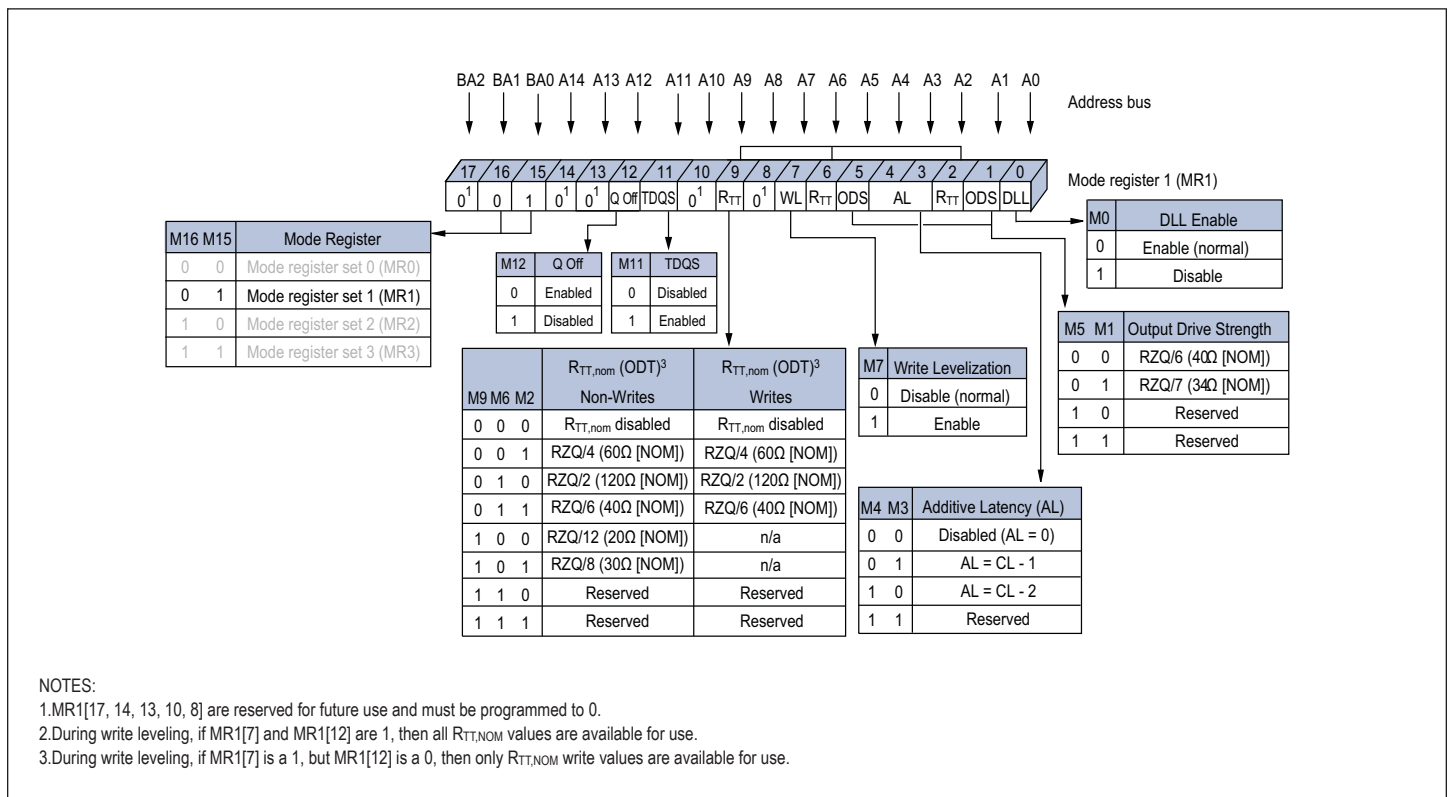 BA2 BA1 BA0 A14 A13 A12 A11 A10 A9 A8 A7 A6 A5 A4 A3 A2 A1 A0
Address bus
17 16 15 14 13 12 11 10 9 8 7 6 5 4 3 2 1 0
Mode register 1 (MR1)
0¹ 0 1 0¹ 0¹ Q Off TDQS 0¹ RTT 0¹ WL RTT ODS AL RTT ODS DLL
M16 M15 Mode Register
0 0 Mode register set 0 (MR0)
0 1 Mode register set 1 (MR1)
1 0 Mode register set 2 (MR2)
1 1 Mode register set 3 (MR3)
M12 Q Off
0 Enabled
1 Disabled
M11 TDQS
0 Disabled
1 Enabled
M0 DLL Enable
0 Enable (normal)
1 Disable
M5 M1 Output Drive Strength
0 0 RZQ/6 (40Ω [NOM])
0 1 RZQ/7 (34Ω [NOM])
1 0 Reserved
1 1 Reserved
RTT,nom (ODT)³ RTT,nom (ODT)³
M9 M6 M2 Non-Writes Writes
0 0 0 RTT,nom disabled RTT,nom disabled
0 0 1 RZQ/4 (60Ω [NOM]) RZQ/4 (60Ω [NOM])
0 1 0 RZQ/2 (120Ω [NOM]) RZQ/2 (120Ω [NOM])
0 1 1 RZQ/6 (40Ω [NOM]) RZQ/6 (40Ω [NOM])
1 0 0 RZQ/12 (20Ω [NOM]) n/a
1 0 1 RZQ/8 (30Ω [NOM]) n/a
1 1 0 Reserved Reserved
1 1 1 Reserved Reserved
M7 Write Levelization
0 Disable (normal)
1 Enable
M4 M3 Additive Latency (AL)
0 0 Disabled (AL = 0)
0 1 AL = CL - 1
1 0 AL = CL - 2
1 1 Reserved
NOTES:
1.MR1[17, 14, 13, 10, 8] are reserved for future use and must be programmed to 0.
2.During write leveling, if MR1[7] and MR1[12] are 1, then all RTT,NOM values are available for use.
3.During write leveling, if MR1[7] is a 1, but MR1[12] is a 0, then only RTT,NOM write values are available for use.